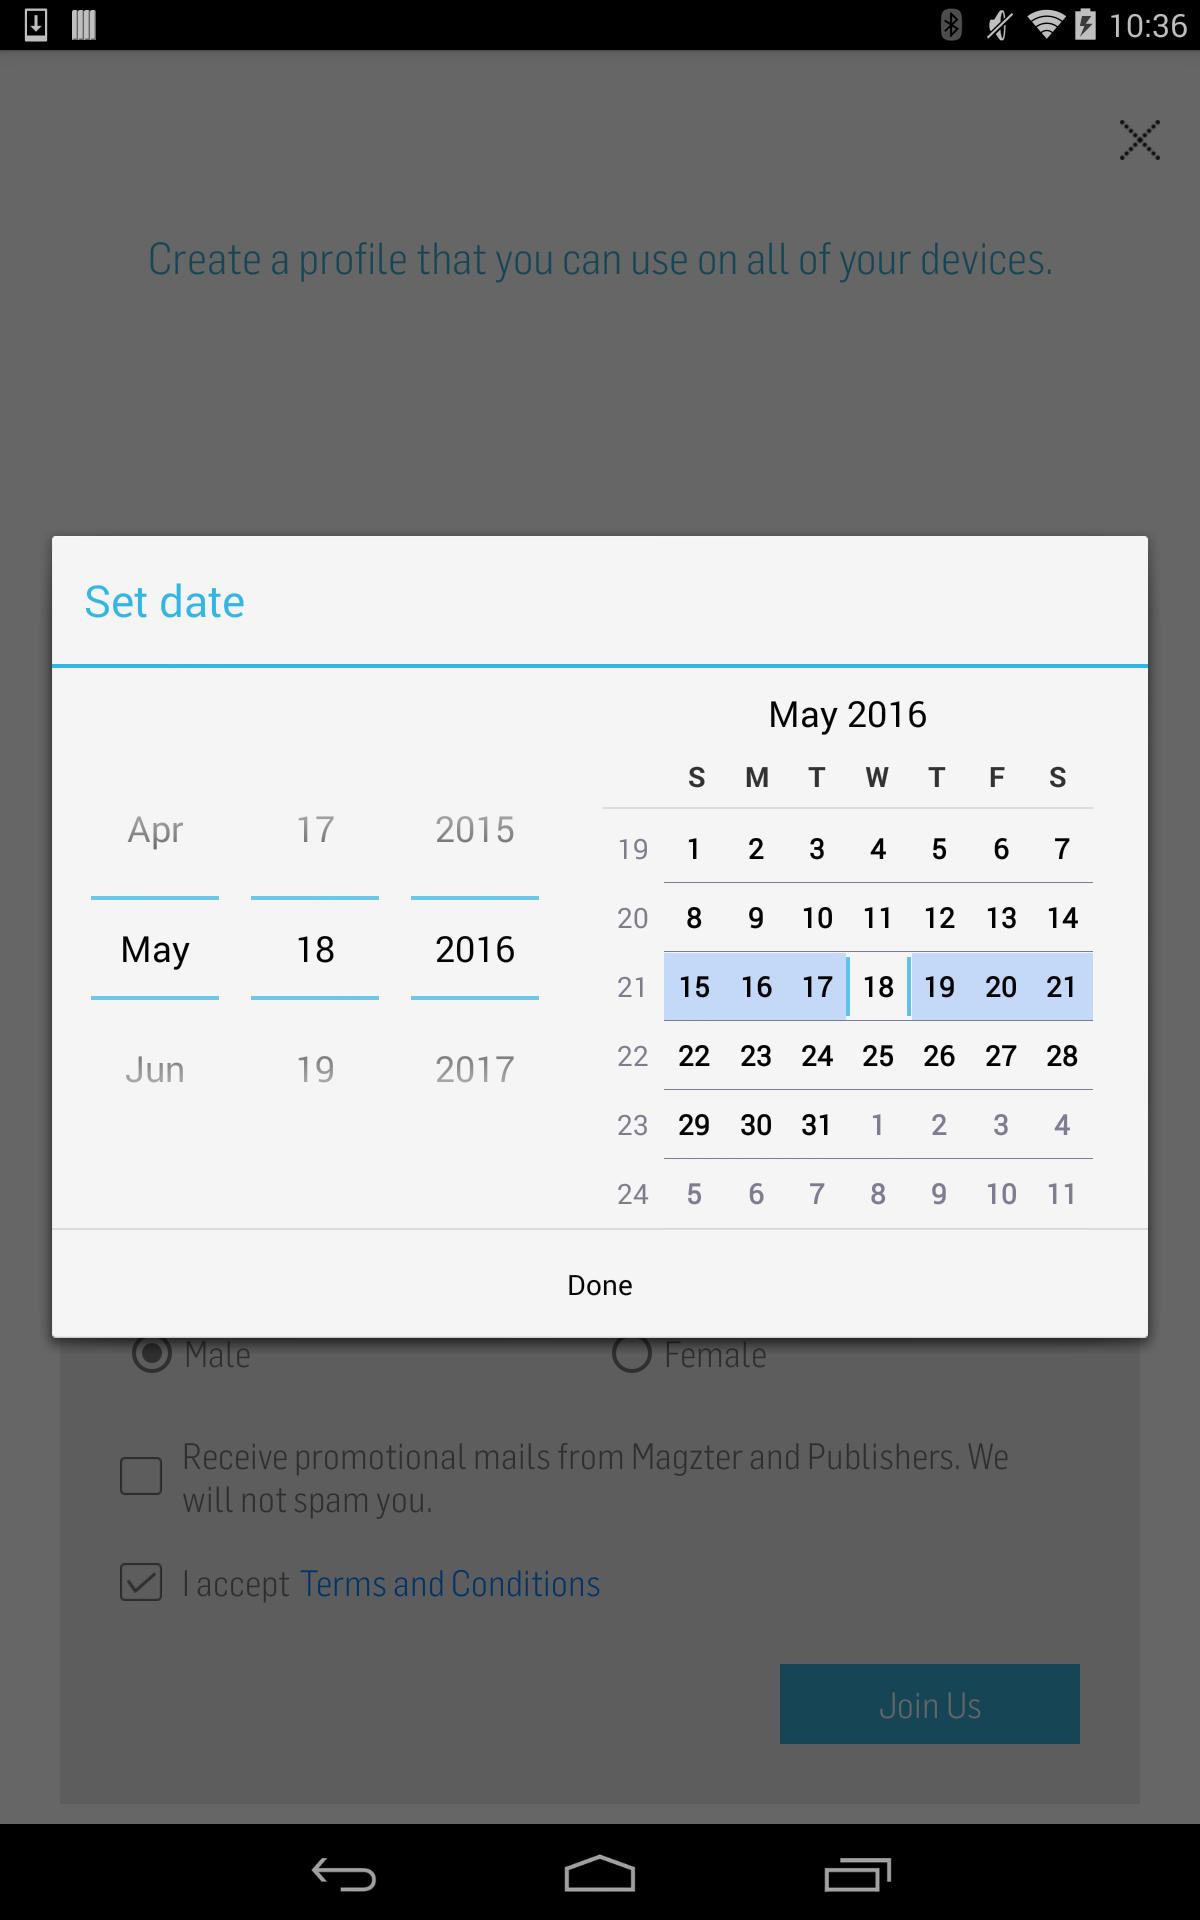 10:36
Create a profile that you can use on all of your devices.
Set date
May 2016
S M T W T F S
Apr 17 2015
19 1 2 3 4 5 6 7
20 8 9 10 11 12 13 14
May 18 2016
21 15 16 17 18 19 20 21
22 22 23 24 25 26 27 28
Jun 19 2017
23 29 30 31 1 2 3 4
24 5 6 7 8 9 10 11
Done
Male Female
Receive promotional mails from Magzter and Publishers. We
will not spam you.
I accept Terms and Conditions
Join Us